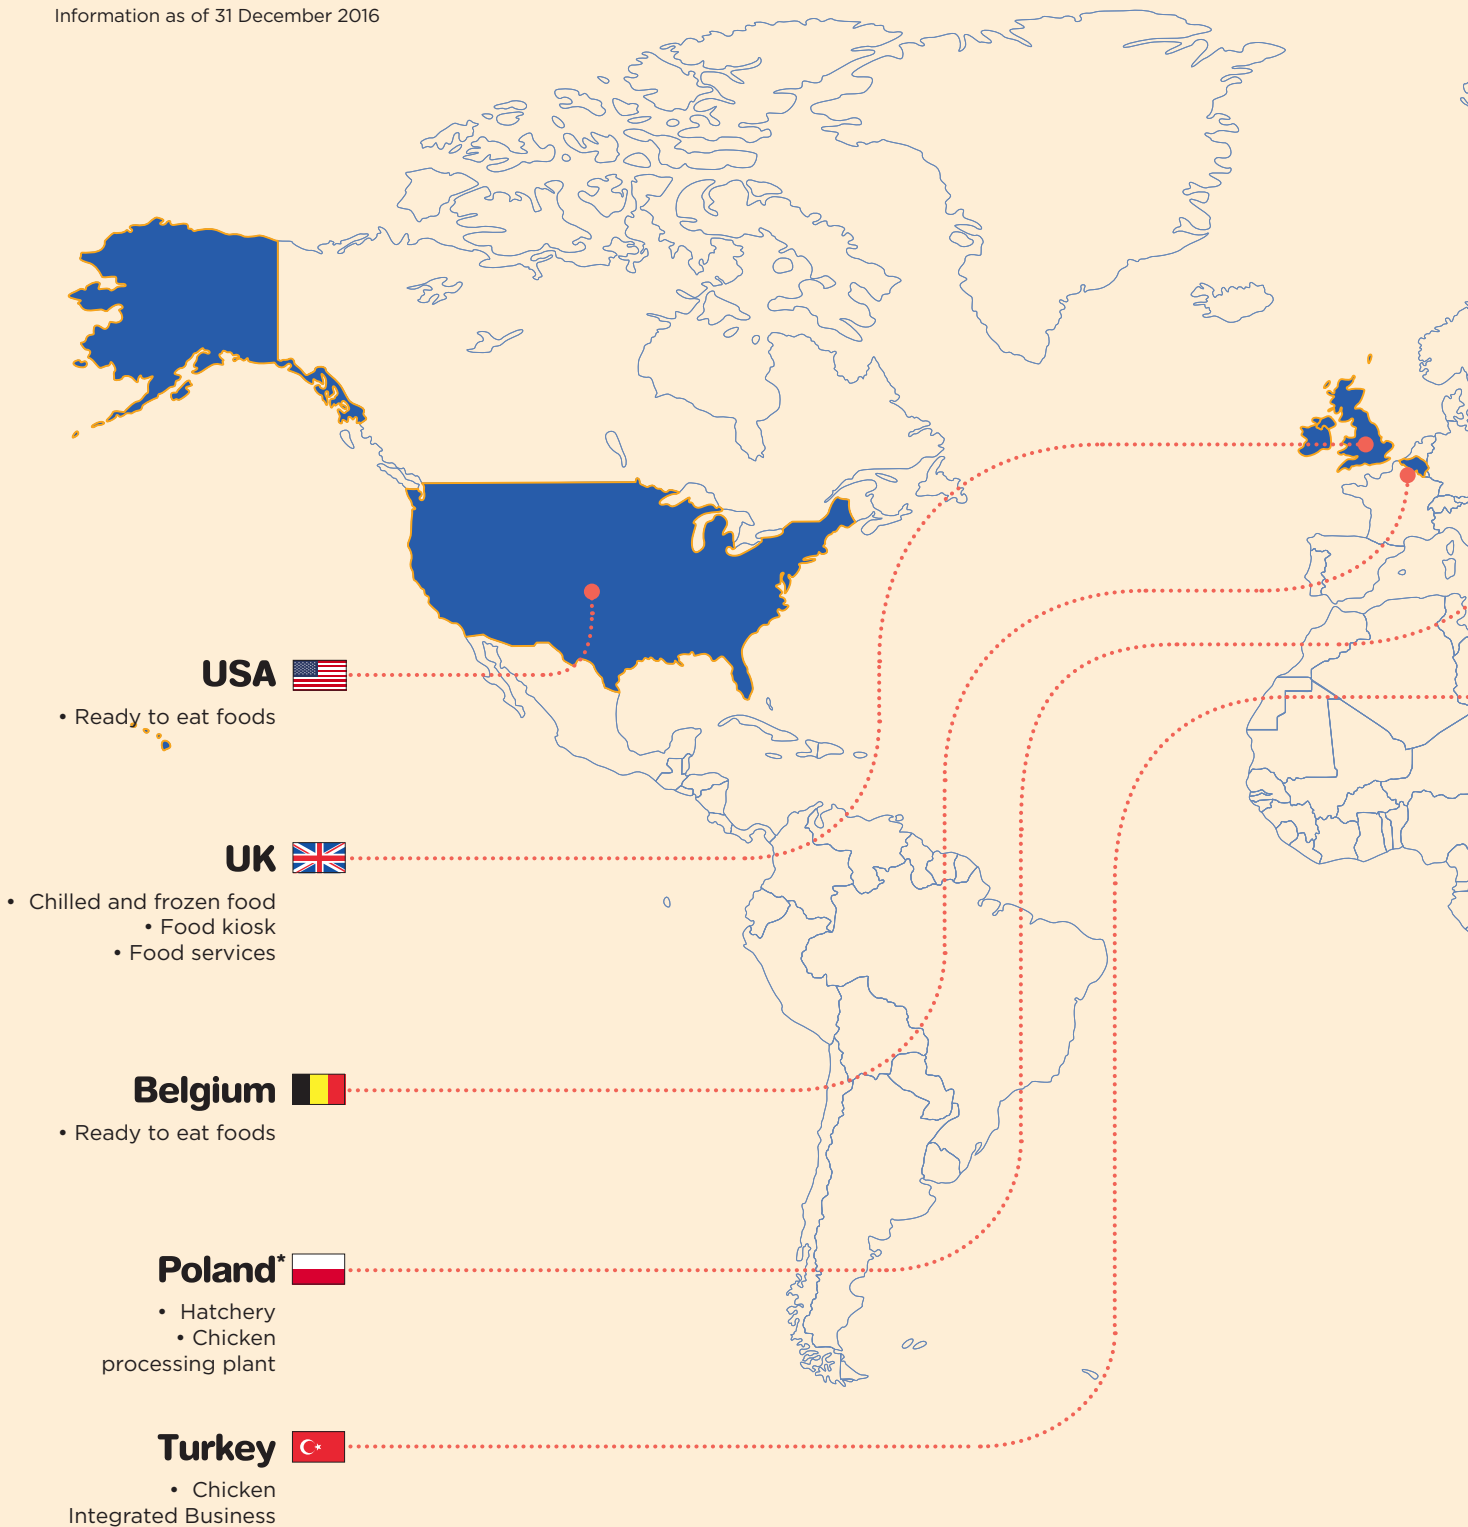 Information as of 31 December 2016
USA
• Ready to eat foods
UK
• Chilled and frozen food
• Food kiosk
• Food services
Belgium
• Ready to eat foods
Poland*
• Hatchery
• Chicken
processing plant
Turkey
• Chicken
Integrated Business